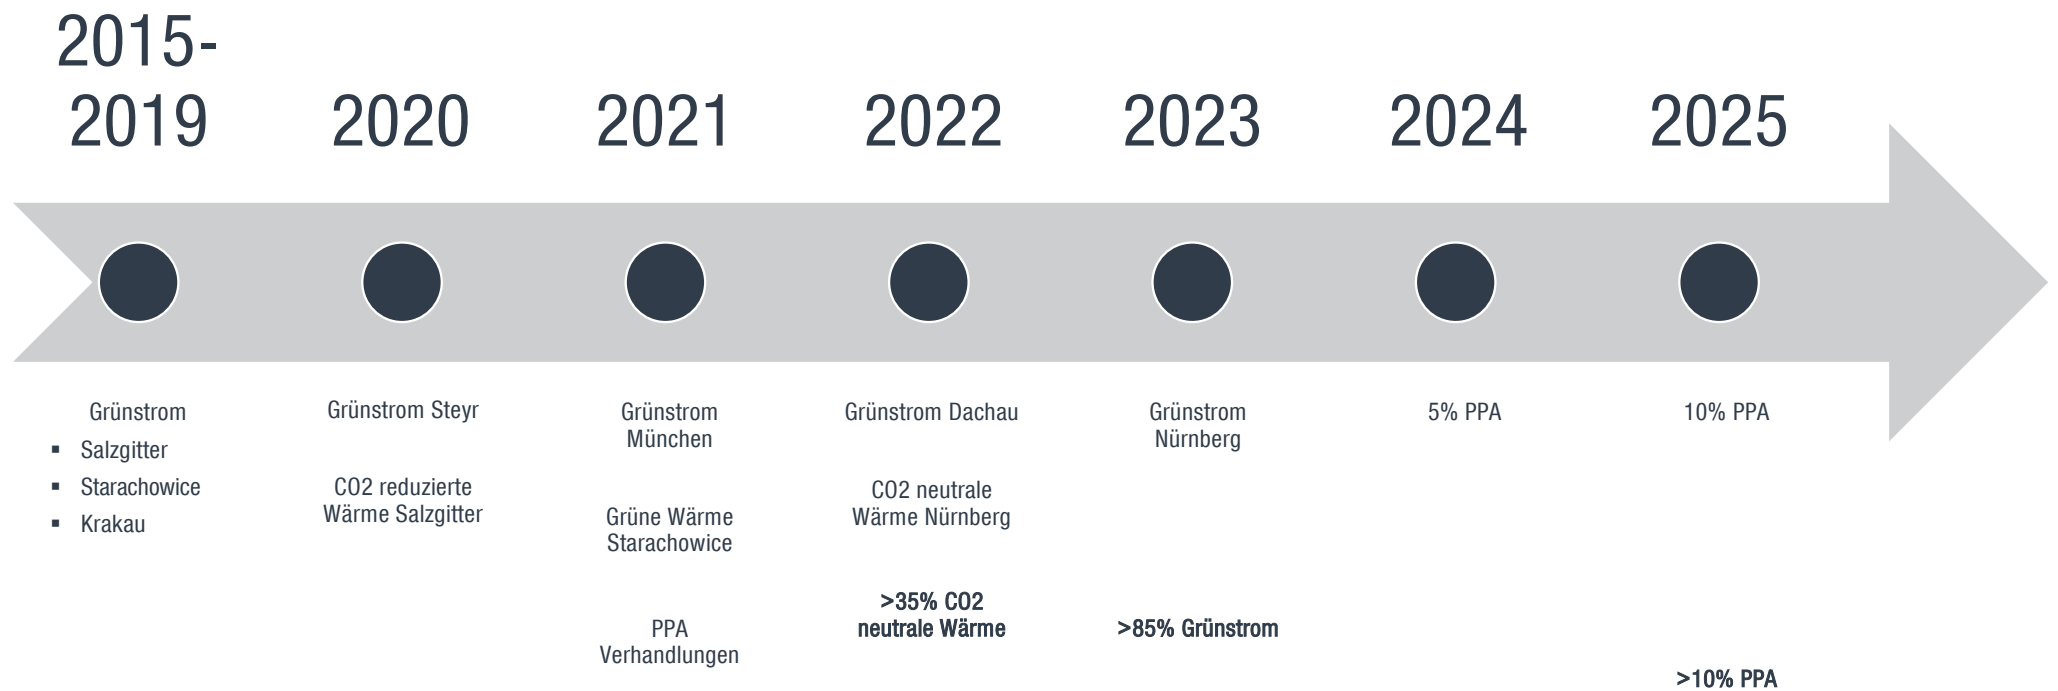 2015-
2019
2020
2021
2022
2023
2024
2025
Grünstrom
▪ Salzgitter
▪ Starachowice
▪ Krakau
Grünstrom Steyr
CO2 reduzierte
Wärme Salzgitter
Grünstrom
München
Grüne Wärme
Starachowice
PPA
Verhandlungen
Grünstrom Dachau
CO2 neutrale
Wärme Nürnberg
>35% CO2
neutrale Wärme
Grünstrom
Nürnberg
>85% Grünstrom
5% PPA
10% PPA
>10% PPA